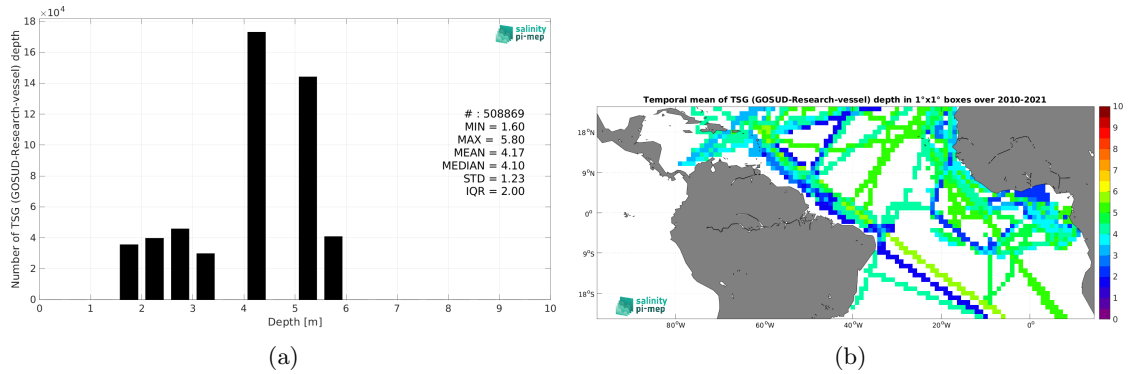 ×10⁴
18
16
14
12
10
8
6
4
2
0
Number of TSG (GOSUD-Research-vessel) depth
salinity
pi-mep
# : 508869
MIN = 1.60
MAX = 5.80
MEAN = 4.17
MEDIAN = 4.10
STD = 1.23
IQR = 2.00
0 1 2 3 4 5 6 7 8 9 10
Depth [m]
(a)
Temporal mean of TSG (GOSUD-Research-vessel) depth in 1°x1° boxes over 2010-2021
18°N
9°N
0°
9°S
18°S
salinity
pi-mep
80°W 60°W 40°W 20°W 0°
10
9
8
7
6
5
4
3
2
1
0
(b)